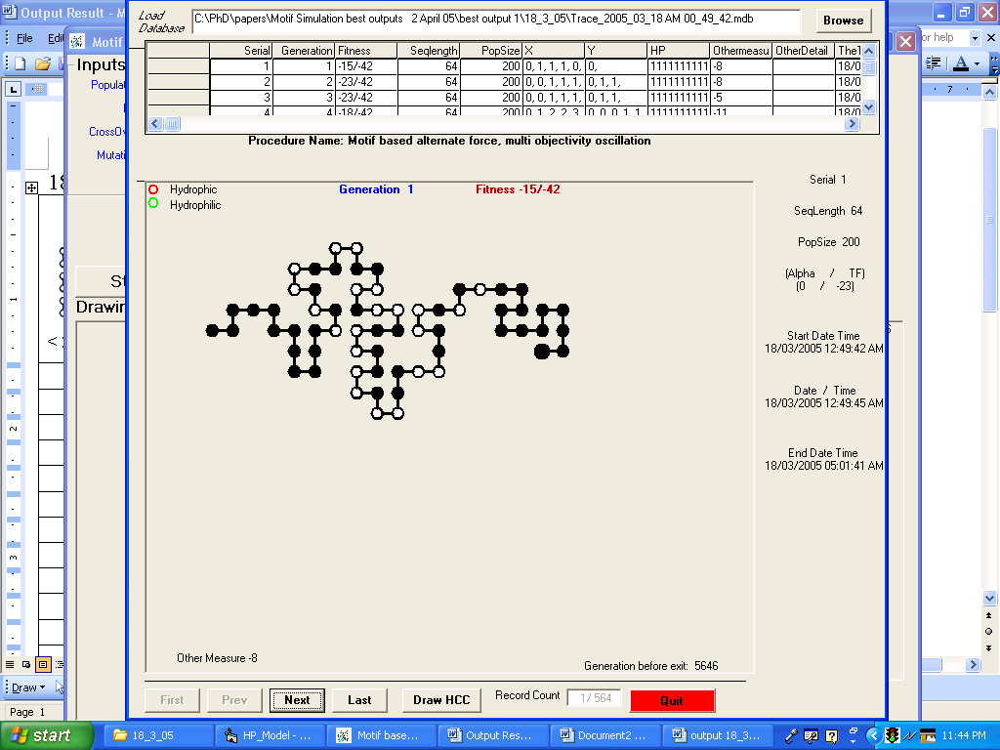 Output Result - M
File Edi
or help
Motif
Inputs
Popula
CrossOv
Mutati
St
Drawin
Load Database
C:\PhD\papers\Motif Simulation best outputs 2 April 05\best output 1\18_3_05\Trace_2005_03_18 AM 00_49_42.mdb
Browse
Serial Generation Fitness Seqlength PopSize X Y HP Othermeasu OtherDetail The1
1 1 -15/-42 64 200 0, 1, 1, 1, 0, 0, 1111111111 -8 18/0
2 2 -23/-42 64 200 0, 0, 1, 1, 1, 0, 1, 1, 1111111111 -8 18/0
3 3 -23/-42 64 200 0, 0, 1, 1, 1, 0, 1, 1, 1111111111 -5 18/0
4 4 -18/-42 64 200 0, 1, 2, 2, 3, 0, 0, 0, 1, 1, 1111111111 -11 18/0
Procedure Name: Motif based alternate force, multi objectivity oscillation
Hydrophic
Hydrophilic
Generation 1
Fitness -15/-42
Serial 1
SeqLength 64
PopSize 200
(Alpha / TF)
(0 / -23)
Start Date Time
18/03/2005 12:49:42 AM
Date / Time
18/03/2005 12:49:45 AM
End Date Time
18/03/2005 05:01:41 AM
Other Measure -8
Generation before exit: 5646
First
Prev
Next
Last
Draw HCC
Record Count
1/ 564
Quit
18
7
1
2
3
Draw
Page 1
start
18_3_05
HP_Model - ...
Motif base...
Output Res...
Document2 ...
output 18_3...
11:44 PM